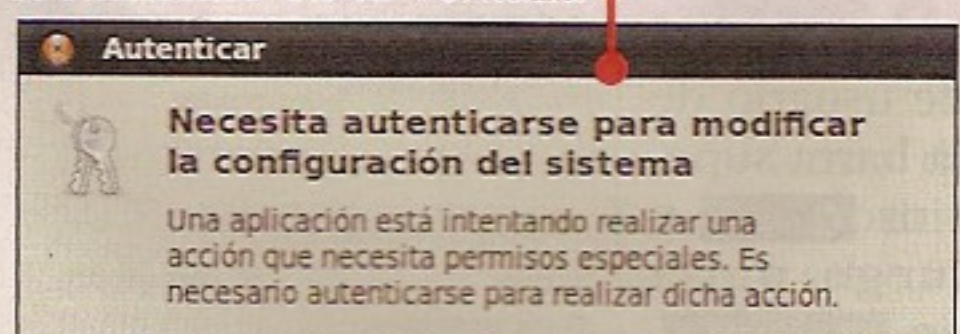 Autenticar
Necesita autenticarse para modificar
la configuración del sistema
Una aplicación está intentando realizar una
acción que necesita permisos especiales. Es
necesario autenticarse para realizar dicha acción.